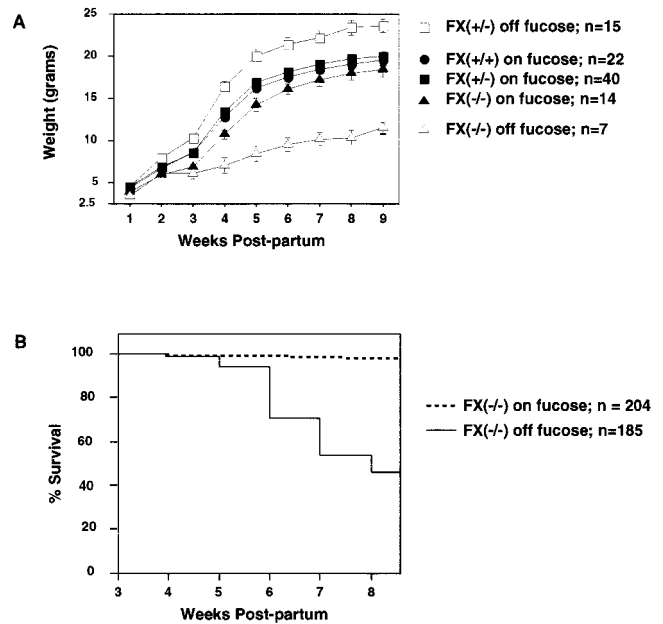 A
Weight (grams)
25
20
15
10
5
2.5
1 2 3 4 5 6 7 8 9
Weeks Post-partum
FX(+/-) off fucose; n=15
FX(+/+) on fucose; n=22
FX(+/-) on fucose; n=40
FX(-/-) on fucose; n=14
FX(-/-) off fucose; n=7
B
% Survival
100
80
60
40
20
0
3 4 5 6 7 8
Weeks Post-partum
FX(-/-) on fucose; n = 204
FX(-/-) off fucose; n=185